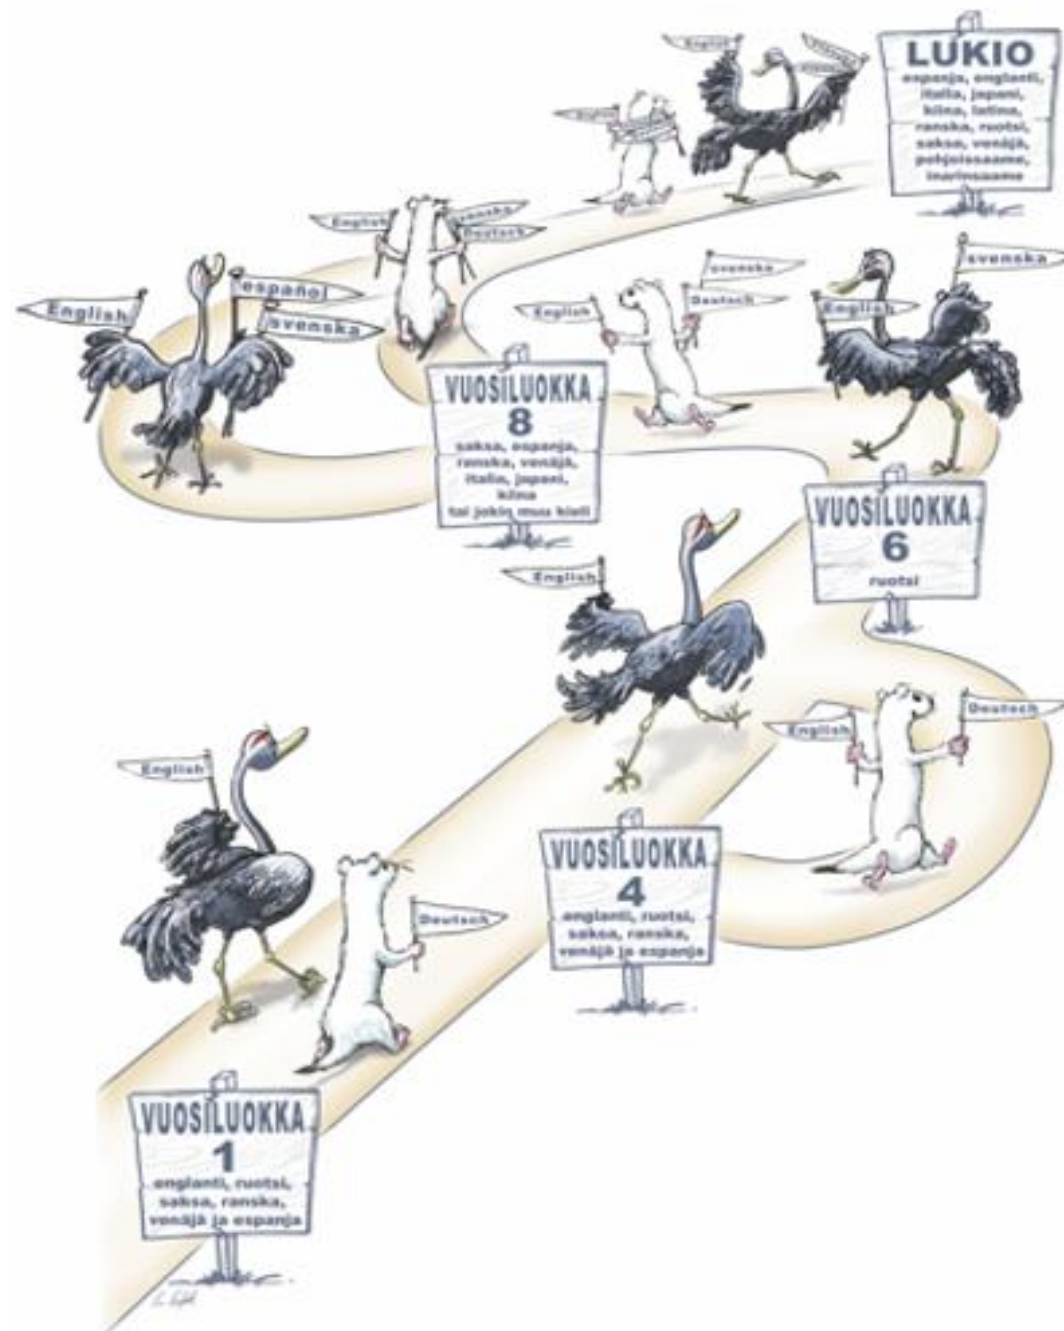 LUKIO
espanja, englanti,
italia, japani,
kiina, latina,
ranska, ruotsi,
saksa, venäjä,
pohjoissaame,
inarinsaame
English
English
Deutsch
English
español
svenska
svenska
English
Deutsch
svenska
English
VUOSILUOKKA
8
saksa, espanja,
ranska, venäjä,
italia, japani,
kiina
tai jokin muu kieli
VUOSILUOKKA
6
ruotsi
English
English
Deutsch
English
Deutsch
VUOSILUOKKA
4
englanti, ruotsi,
saksa, ranska,
venäjä ja espanja
VUOSILUOKKA
1
englanti, ruotsi,
saksa, ranska,
venäjä ja espanja